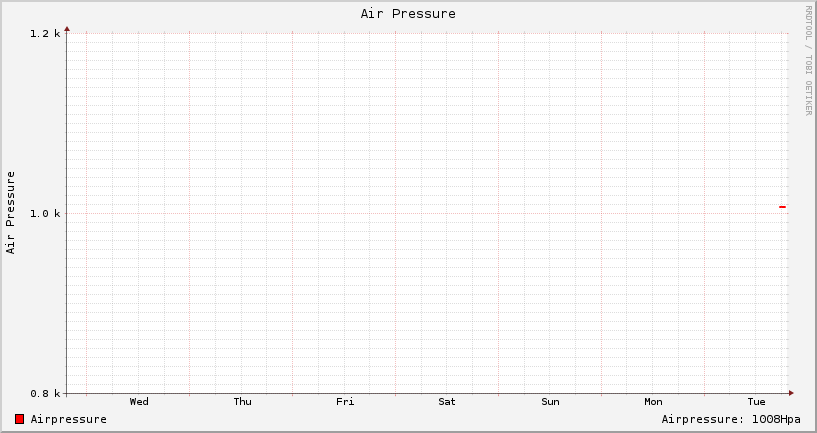 Air Pressure
RRDTOOL / TOBI OETIKER
1.2 k
Air Pressure
1.0 k
0.8 k
Wed Thu Fri Sat Sun Mon Tue
Airpressure Airpressure: 1008Hpa